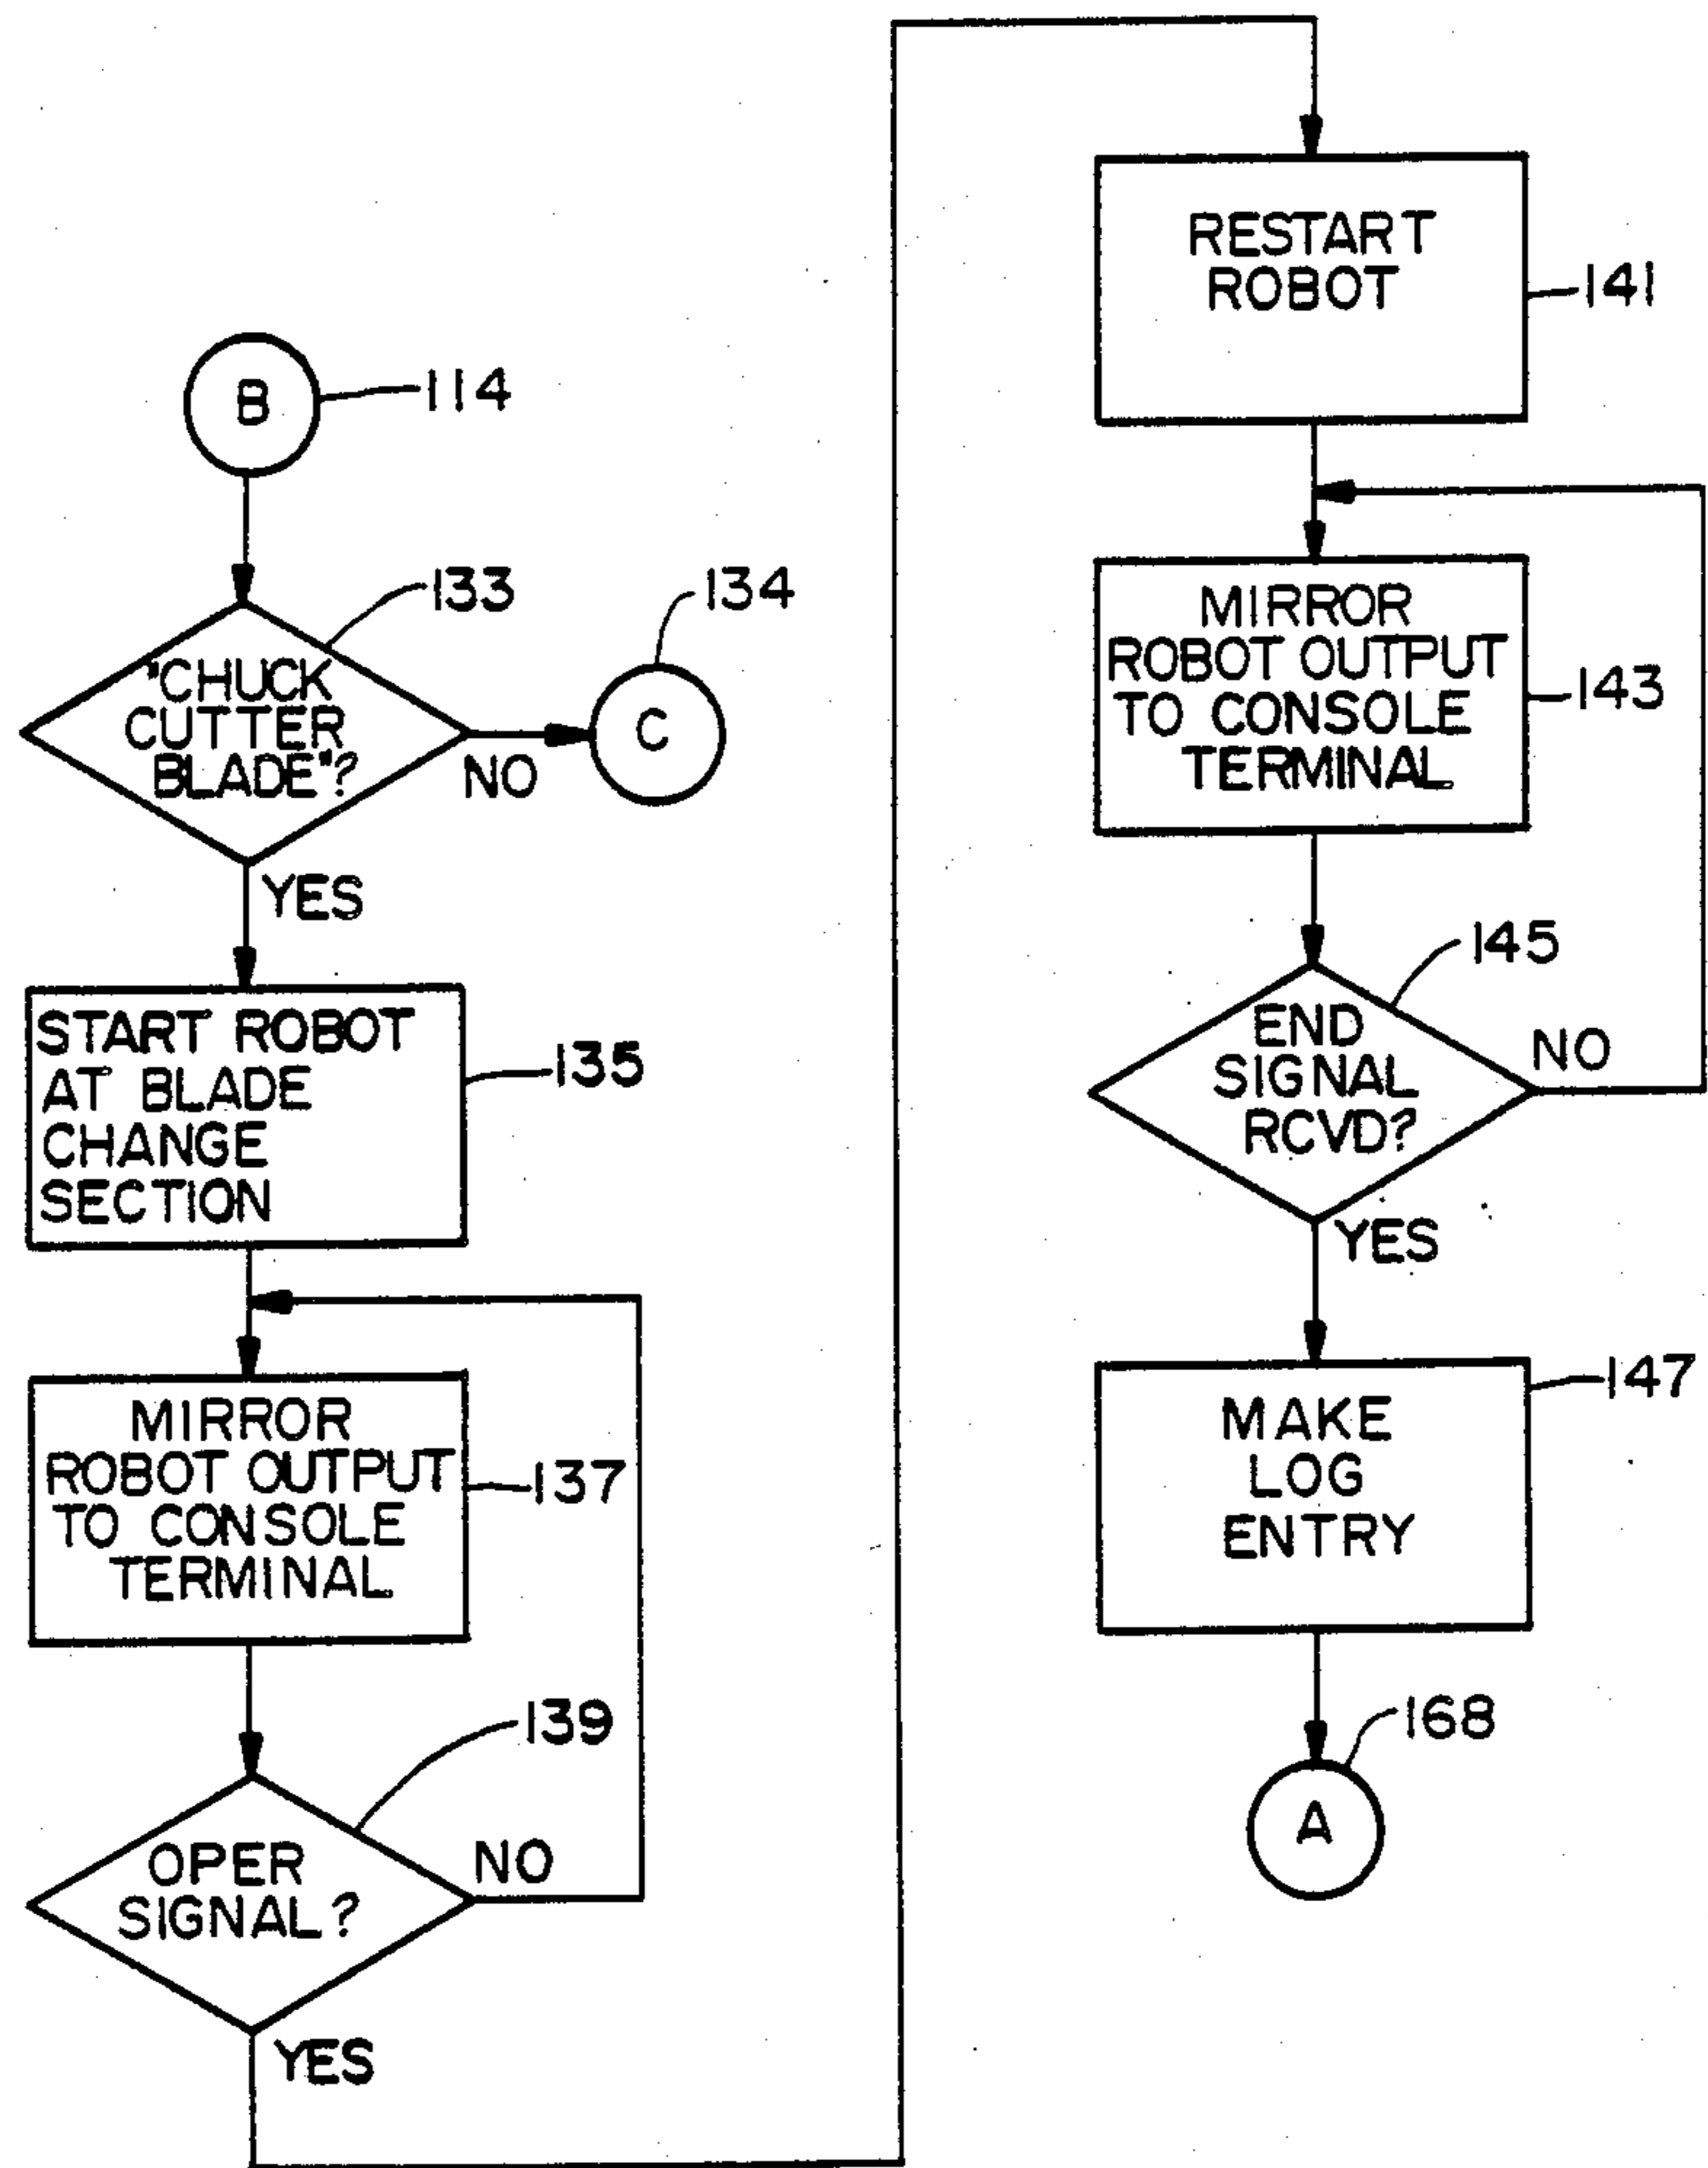 B
114
133
134
"CHUCK
CUTTER
BLADE"?
NO
C
YES
START ROBOT
AT BLADE
CHANGE
SECTION
135
MIRROR
ROBOT OUTPUT
TO CONSOLE
TERMINAL
137
139
OPER
SIGNAL?
NO
YES
RESTART
ROBOT
141
MIRROR
ROBOT OUTPUT
TO CONSOLE
TERMINAL
143
145
END
SIGNAL
RCVD?
NO
YES
MAKE
LOG
ENTRY
147
168
A